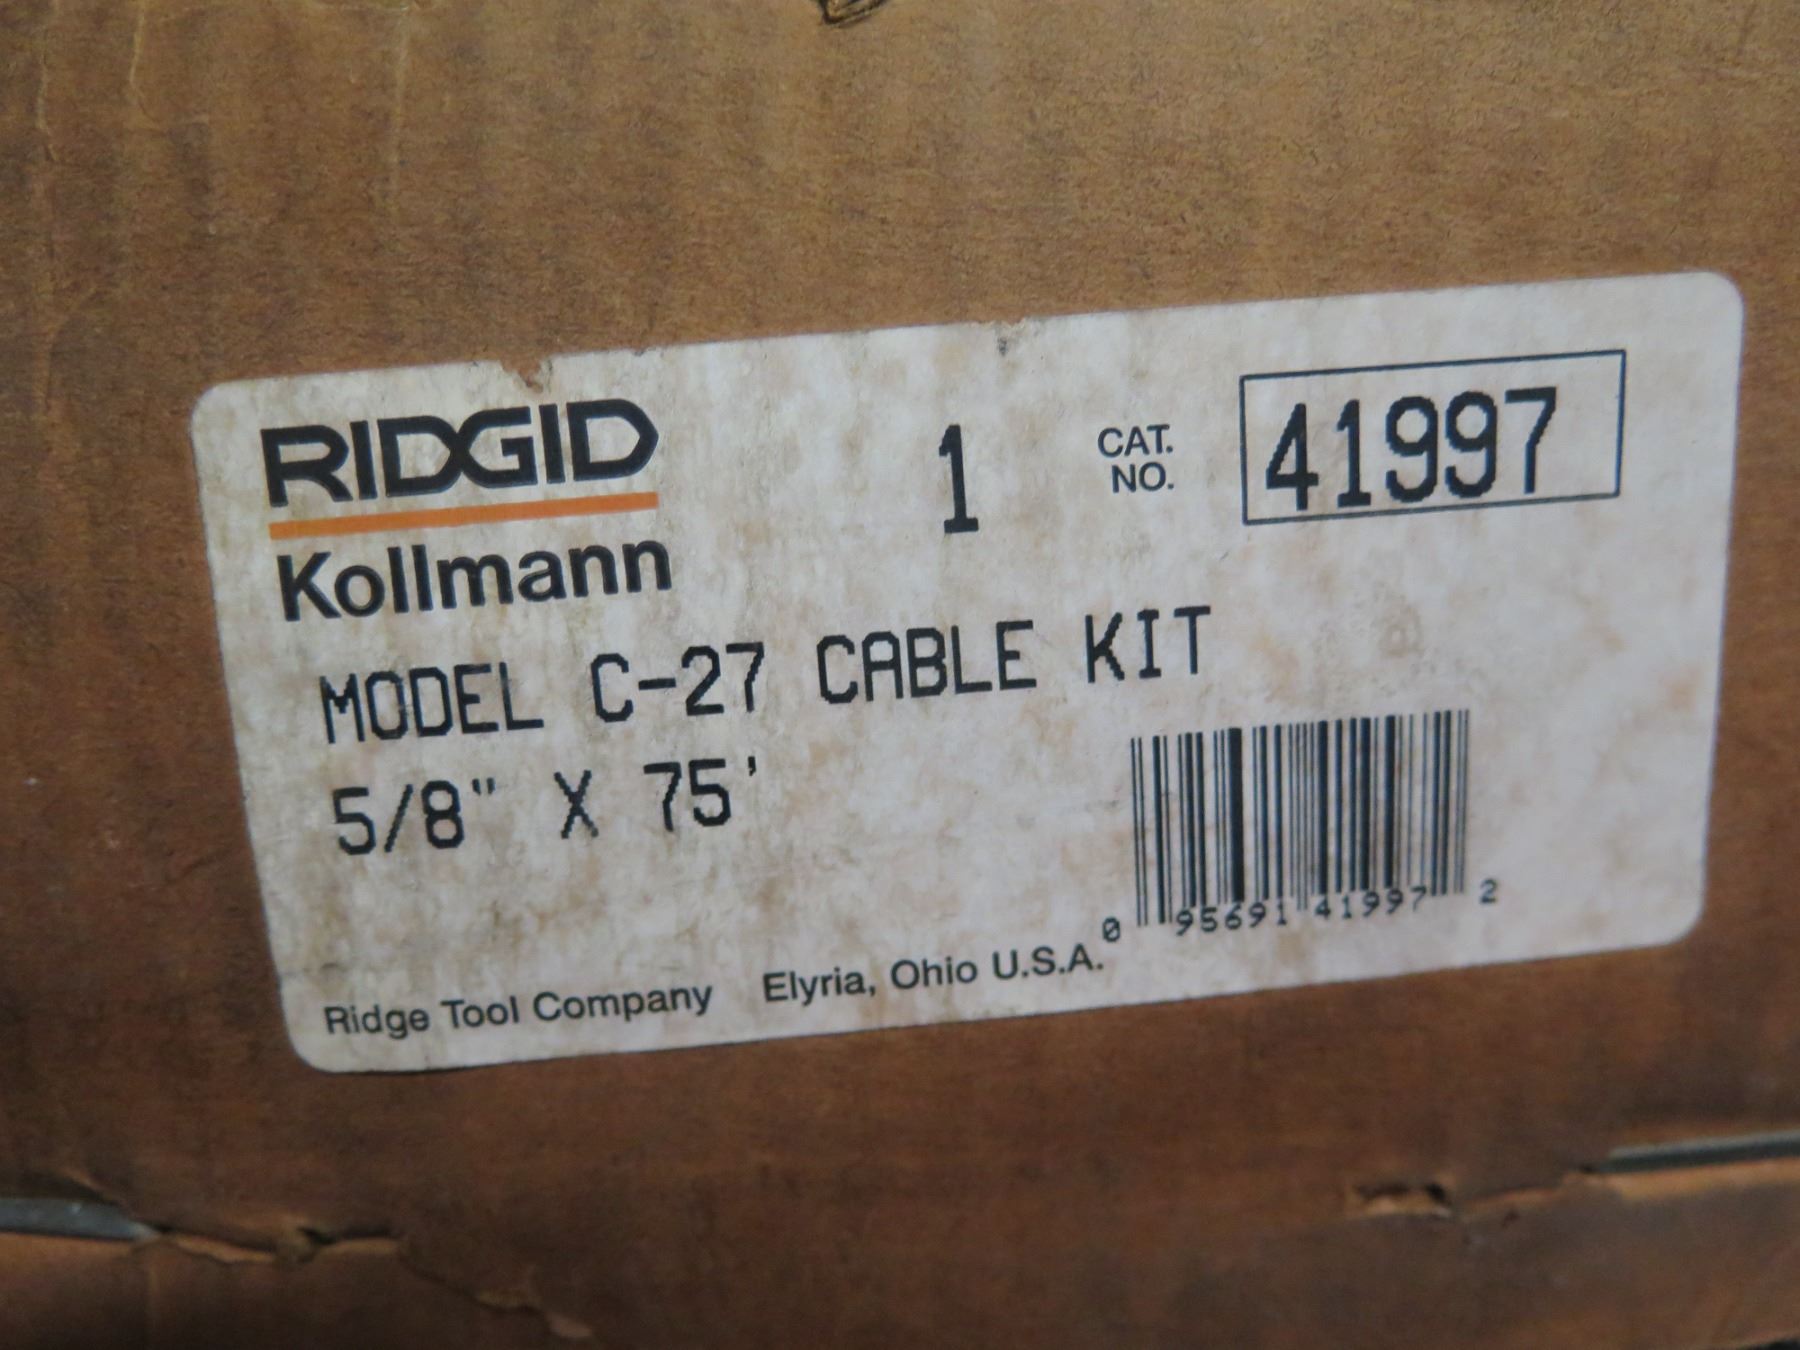 RIDGID
Kollmann
1
CAT.
NO.
41997
MODEL C-27 CABLE KIT
5/8" X 75'
0 95691 41997 2
Ridge Tool Company Elyria, Ohio U.S.A.